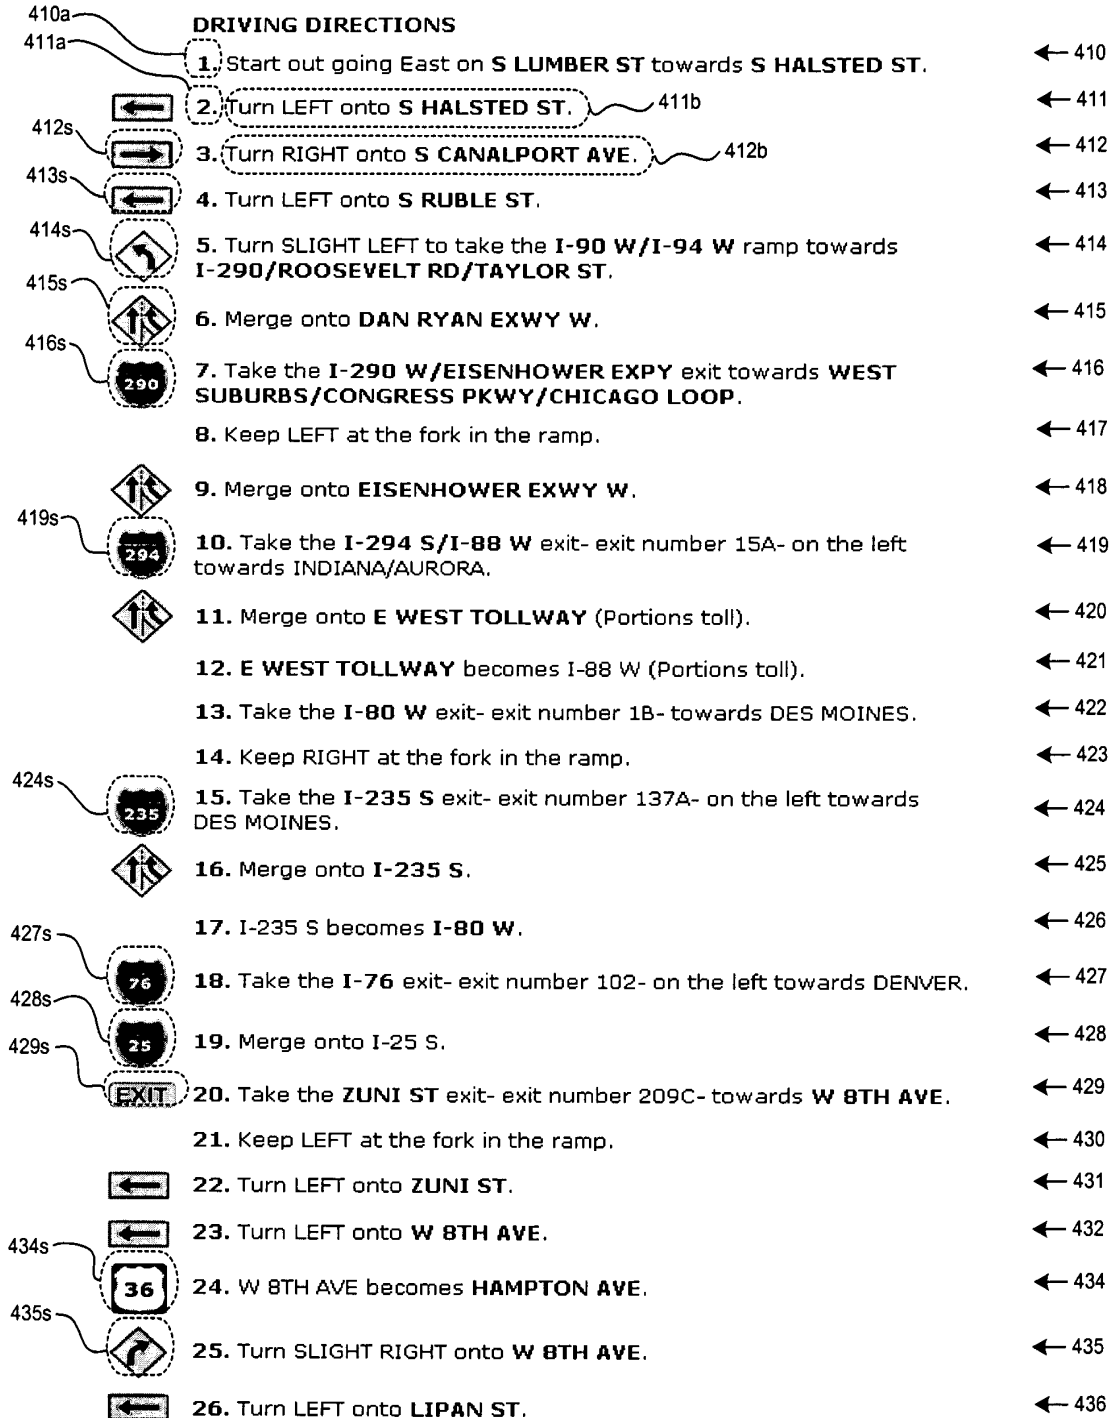 410a
DRIVING DIRECTIONS
411a
1. Start out going East on S LUMBER ST towards S HALSTED ST. 410
2. Turn LEFT onto S HALSTED ST. 411b 411
412s
3. Turn RIGHT onto S CANALPORT AVE. 412b 412
413s
4. Turn LEFT onto S RUBLE ST. 413
414s
5. Turn SLIGHT LEFT to take the I-90 W/I-94 W ramp towards 414
I-290/ROOSEVELT RD/TAYLOR ST.
415s
6. Merge onto DAN RYAN EXWY W. 415
416s
290 7. Take the I-290 W/EISENHOWER EXPY exit towards WEST 416
SUBURBS/CONGRESS PKWY/CHICAGO LOOP.
8. Keep LEFT at the fork in the ramp. 417
9. Merge onto EISENHOWER EXWY W. 418
419s
294 10. Take the I-294 S/I-88 W exit- exit number 15A- on the left 419
towards INDIANA/AURORA.
11. Merge onto E WEST TOLLWAY (Portions toll). 420
12. E WEST TOLLWAY becomes I-88 W (Portions toll). 421
13. Take the I-80 W exit- exit number 1B- towards DES MOINES. 422
14. Keep RIGHT at the fork in the ramp. 423
424s
235 15. Take the I-235 S exit- exit number 137A- on the left towards 424
DES MOINES.
16. Merge onto I-235 S. 425
17. I-235 S becomes I-80 W. 426
427s
76 18. Take the I-76 exit- exit number 102- on the left towards DENVER. 427
428s
25 19. Merge onto I-25 S. 428
429s
EXIT 20. Take the ZUNI ST exit- exit number 209C- towards W 8TH AVE. 429
21. Keep LEFT at the fork in the ramp. 430
22. Turn LEFT onto ZUNI ST. 431
23. Turn LEFT onto W 8TH AVE. 432
434s
36 24. W 8TH AVE becomes HAMPTON AVE. 434
435s
25. Turn SLIGHT RIGHT onto W 8TH AVE. 435
26. Turn LEFT onto LIPAN ST. 436